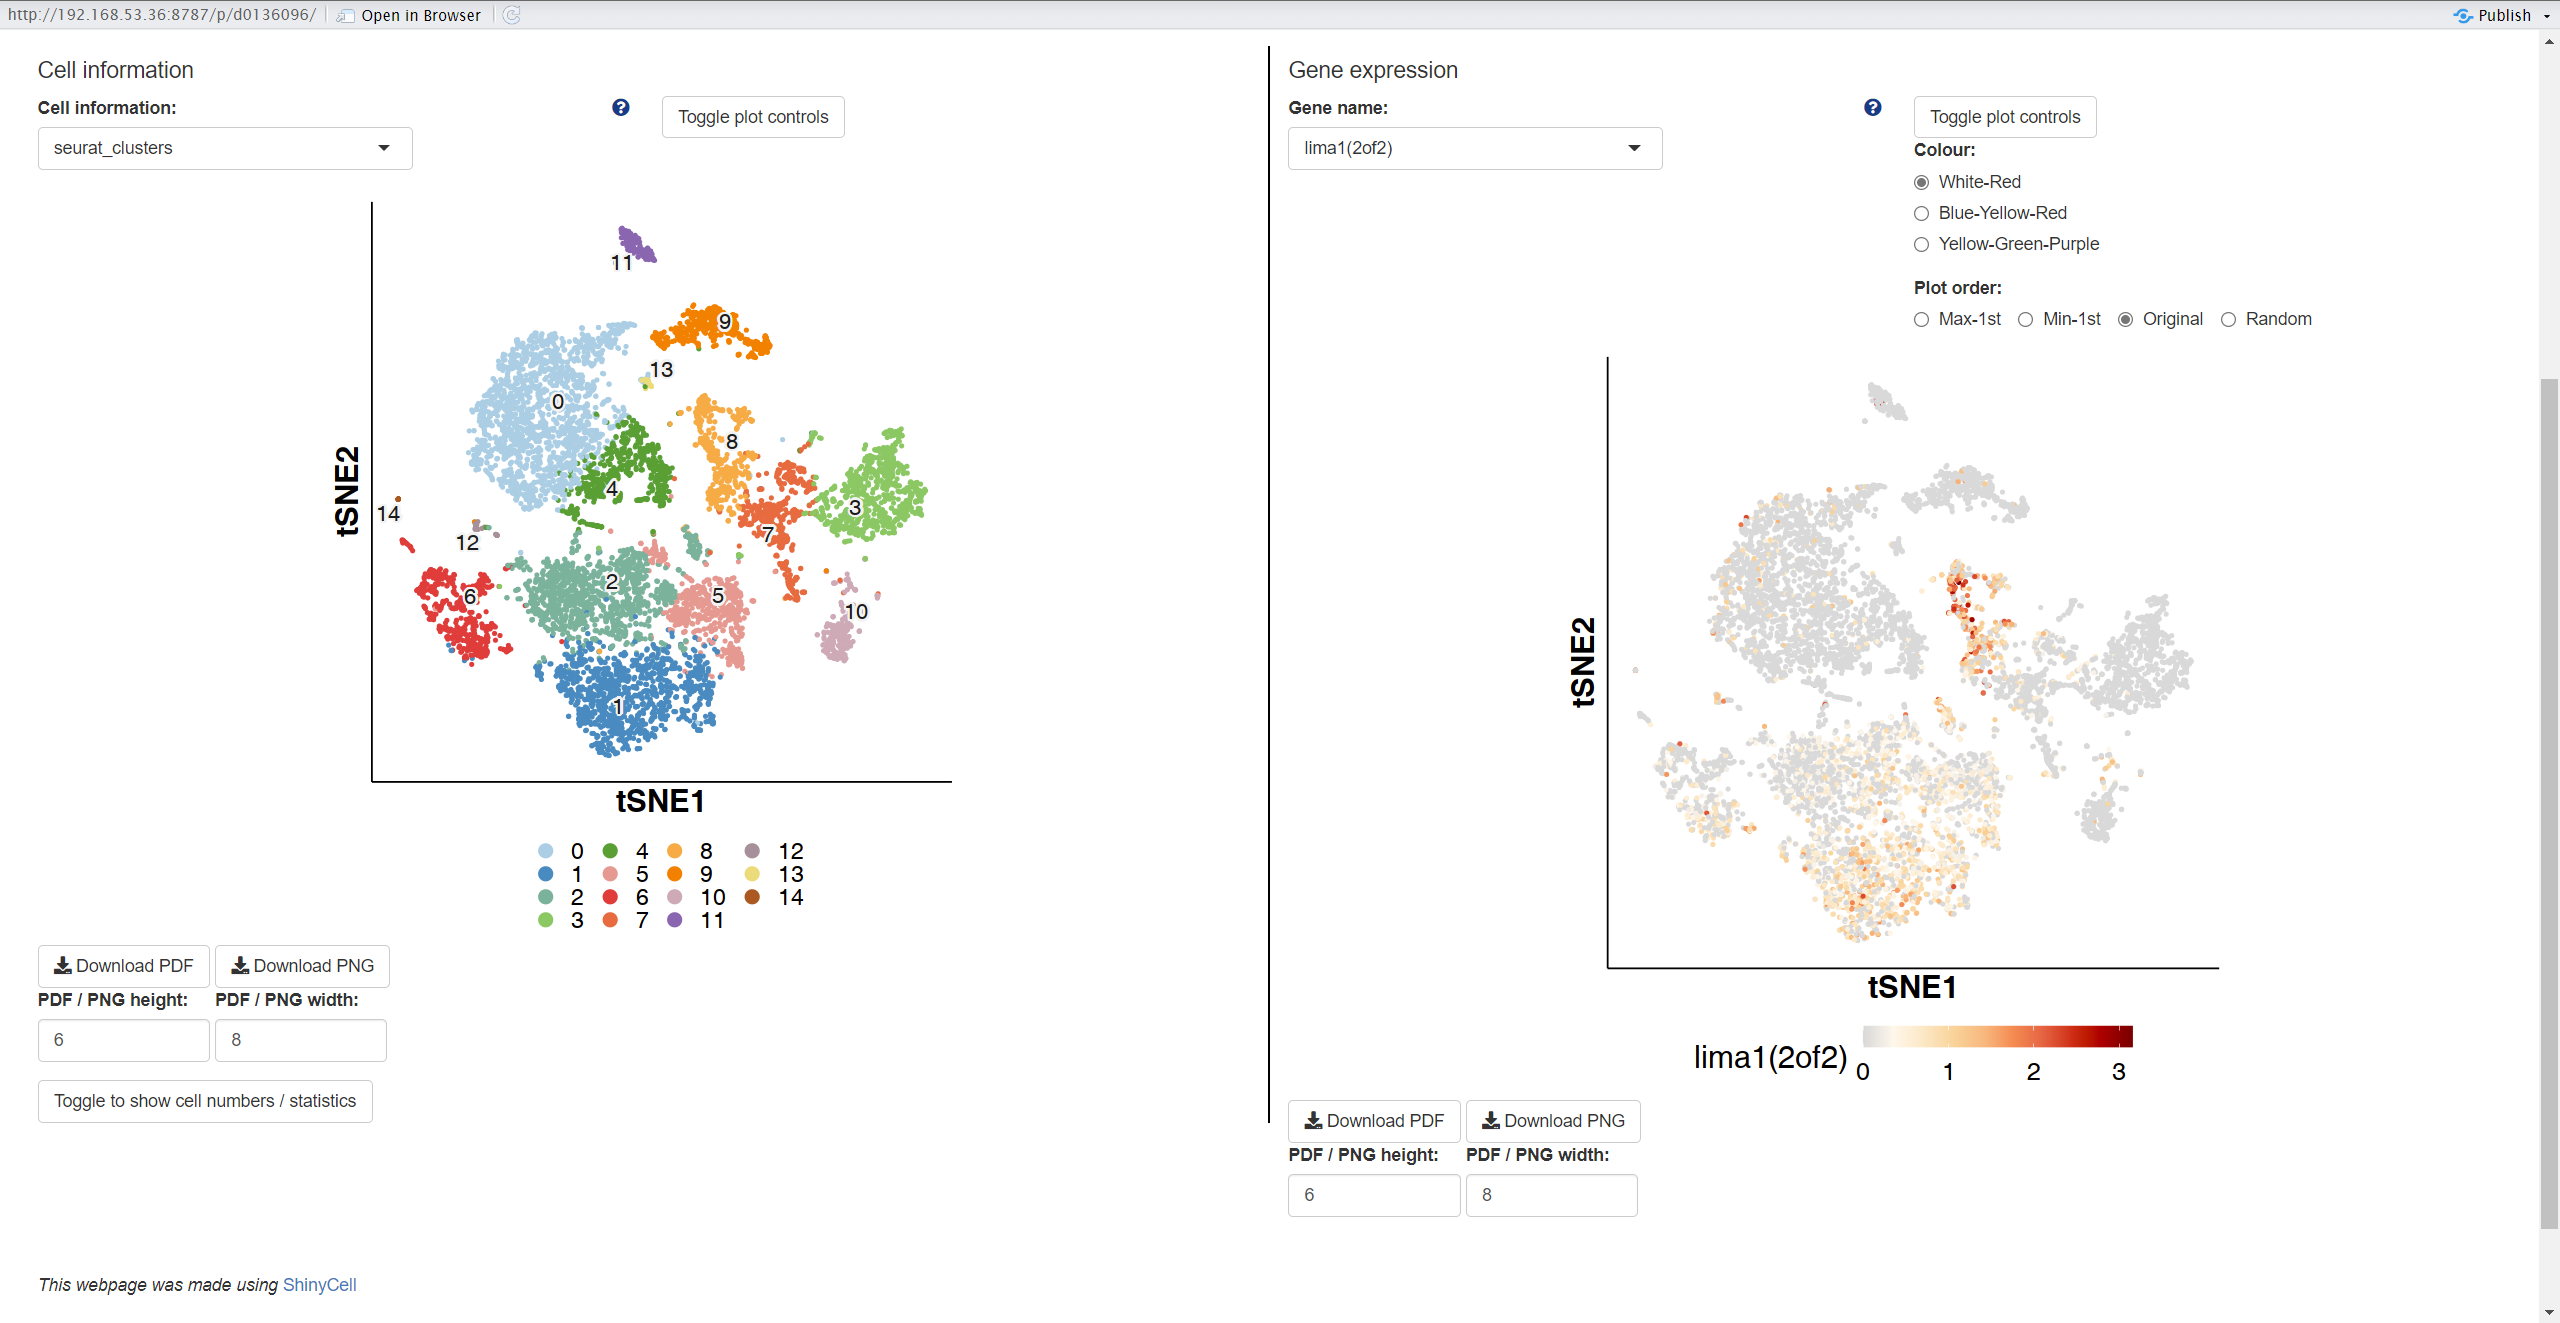 http://192.168.53.36:8787/p/d0136096/ Open in Browser Publish
Cell information
Cell information:
Toggle plot controls
seurat_clusters
11
9
13
0
8
4
3
14
7
12
2
6
5
10
1
tSNE2
tSNE1
0 4 8 12
1 5 9 13
2 6 10 14
3 7 11
Download PDF Download PNG
PDF / PNG height: PDF / PNG width:
6 8
Toggle to show cell numbers / statistics
Gene expression
Gene name:
Toggle plot controls
lima1(2of2)
Colour:
White-Red
Blue-Yellow-Red
Yellow-Green-Purple
Plot order:
Max-1st Min-1st Original Random
tSNE2
tSNE1
lima1(2of2)
0 1 2 3
Download PDF Download PNG
PDF / PNG height: PDF / PNG width:
6 8
This webpage was made using ShinyCell